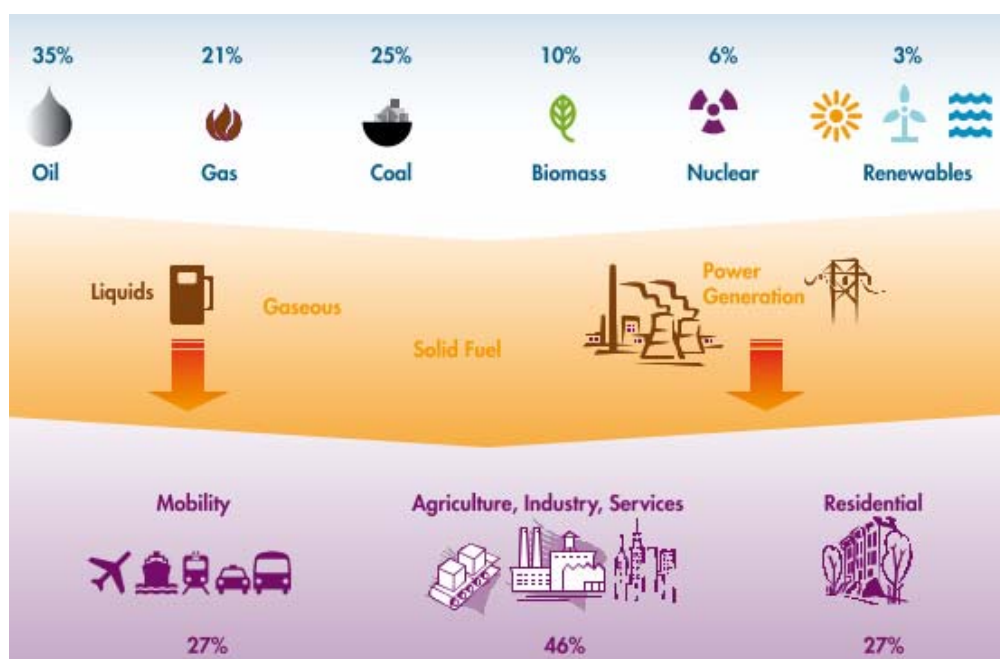 35% 21% 25% 10% 6% 3%
Oil Gas Coal Biomass Nuclear Renewables
Liquids
Gaseous
Solid Fuel
Power
Generation
Mobility Agriculture, Industry, Services Residential
27% 46% 27%